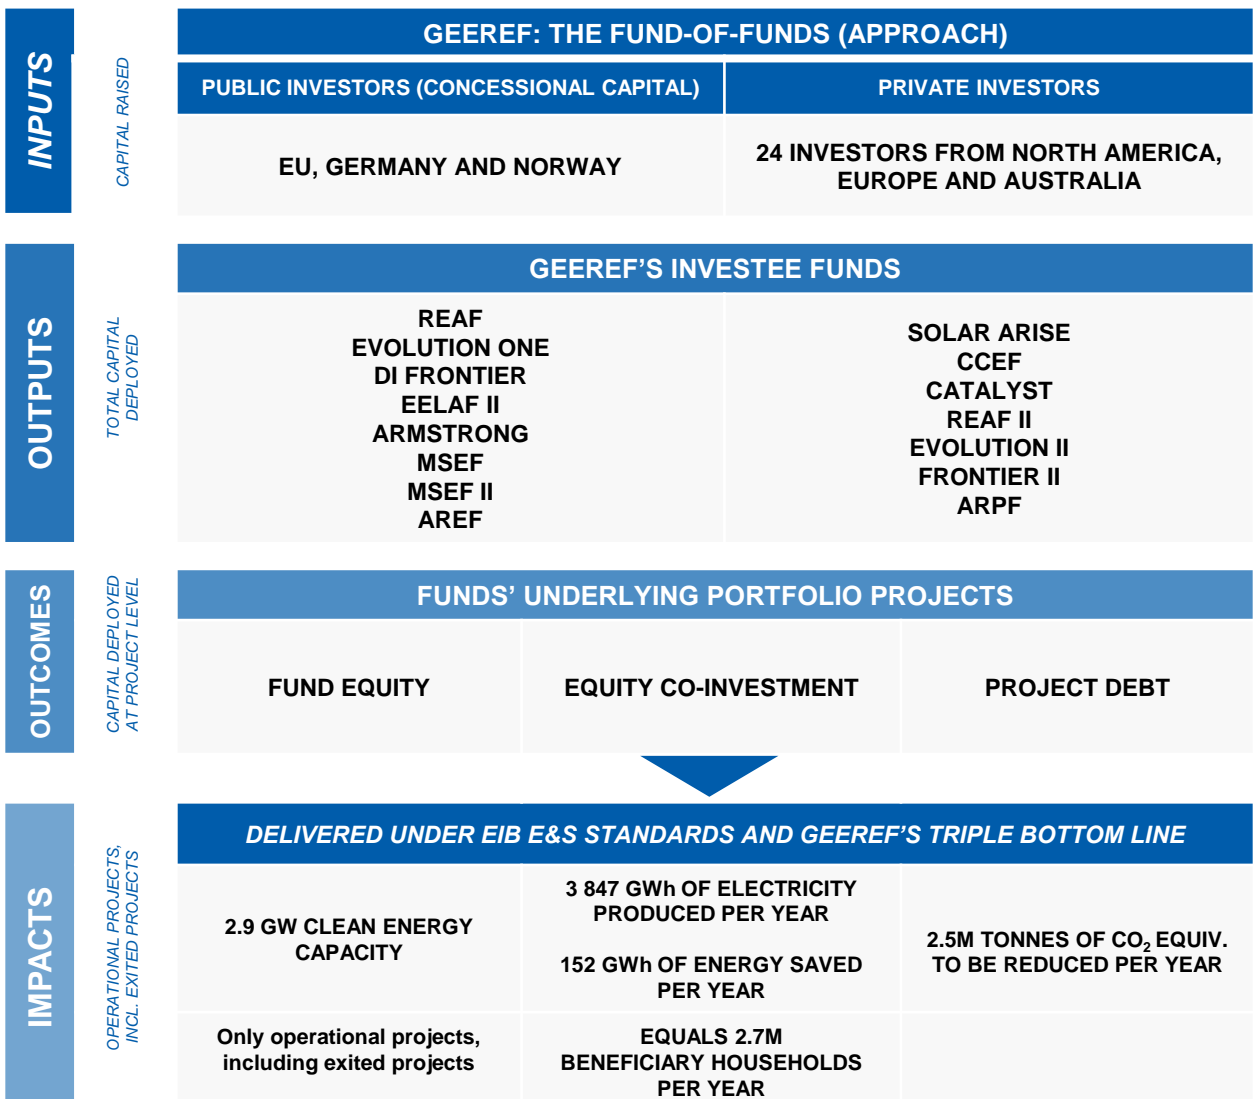 INPUTS
CAPITAL RAISED
GEEREF: THE FUND-OF-FUNDS (APPROACH)
PUBLIC INVESTORS (CONCESSIONAL CAPITAL)
PRIVATE INVESTORS
EU, GERMANY AND NORWAY
24 INVESTORS FROM NORTH AMERICA,
EUROPE AND AUSTRALIA
OUTPUTS
TOTAL CAPITAL
DEPLOYED
GEEREF’S INVESTEE FUNDS
REAF
EVOLUTION ONE
DI FRONTIER
EELAF II
ARMSTRONG
MSEF
MSEF II
AREF
SOLAR ARISE
CCEF
CATALYST
REAF II
EVOLUTION II
FRONTIER II
ARPF
OUTCOMES
CAPITAL DEPLOYED
AT PROJECT LEVEL
FUNDS’ UNDERLYING PORTFOLIO PROJECTS
FUND EQUITY
EQUITY CO-INVESTMENT
PROJECT DEBT
IMPACTS
OPERATIONAL PROJECTS,
INCL. EXITED PROJECTS
DELIVERED UNDER EIB E&S STANDARDS AND GEEREF’S TRIPLE BOTTOM LINE
2.9 GW CLEAN ENERGY
CAPACITY
3 847 GWh OF ELECTRICITY
PRODUCED PER YEAR
152 GWh OF ENERGY SAVED
PER YEAR
2.5M TONNES OF CO₂ EQUIV.
TO BE REDUCED PER YEAR
Only operational projects,
including exited projects
EQUALS 2.7M
BENEFICIARY HOUSEHOLDS
PER YEAR